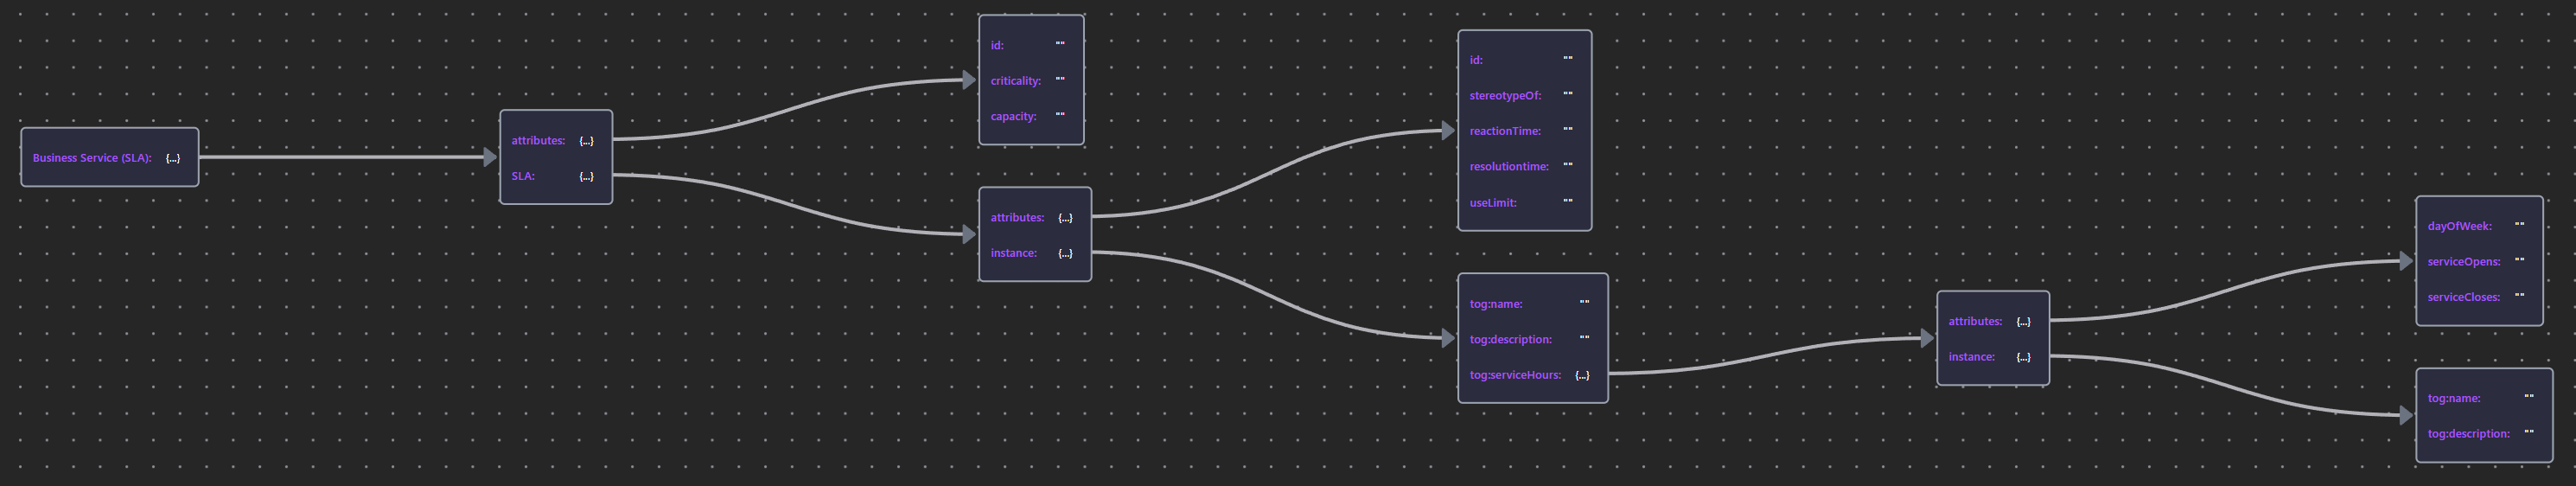 Business Service (SLA): {...}
attributes: {...}
SLA: {...}
id: ""
criticality: ""
capacity: ""
attributes: {...}
instance: {...}
id: ""
stereotypeOf: ""
reactionTime: ""
resolutiontime: ""
useLimit: ""
tog:name: ""
tog:description: ""
tog:serviceHours: {...}
attributes: {...}
instance: {...}
dayOfWeek: ""
serviceOpens: ""
serviceCloses: ""
tog:name: ""
tog:description: ""